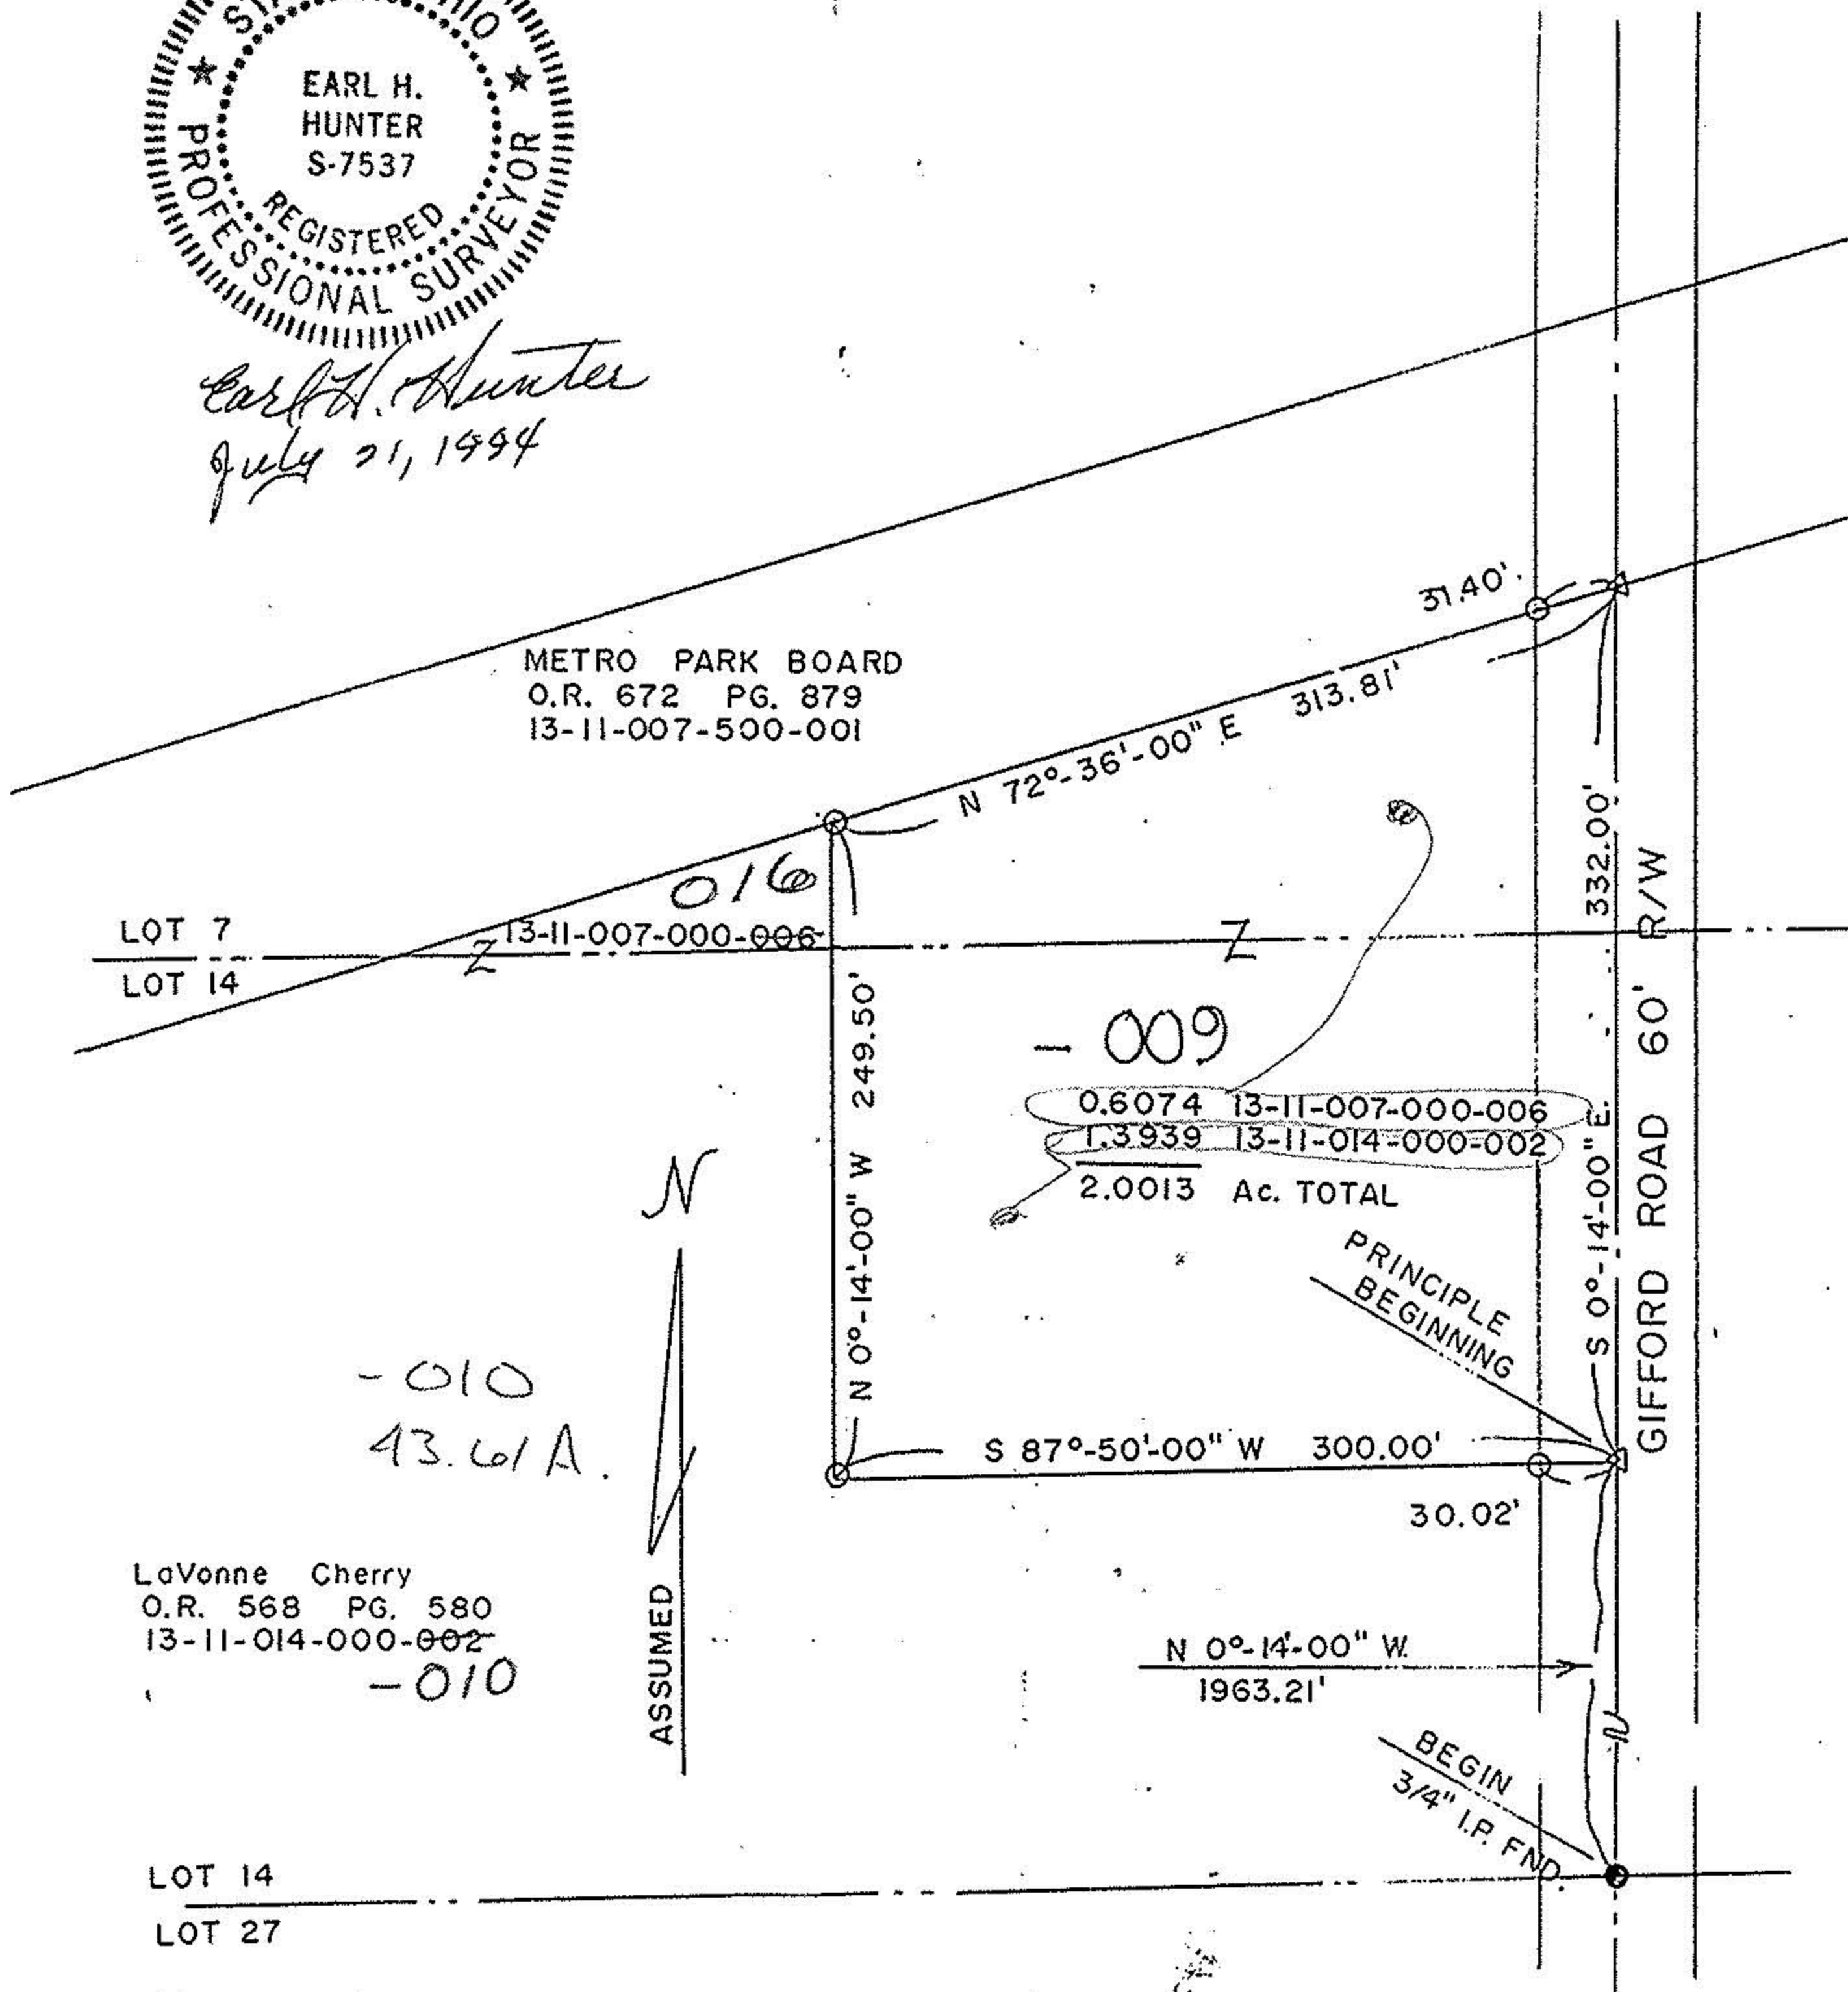 EARL H.
HUNTER
S-7537
REGISTERED
PROFESSIONAL SURVEYOR
Earl H. Hunter
July 21, 1994
31.40'
METRO PARK BOARD
O.R. 672 PG. 879
13-11-007-500-001
N 72°-36'-00" E 313.81'
016
13-11-007-000-006
LOT 7
LOT 14
Z
Z
332.00'
S 0°-14'-00" E
GIFFORD ROAD 60' R/W
N 0°-14'-00" W 249.50'
- 009
0.6074 13-11-007-000-006
1.3939 13-11-014-000-002
2.0013 Ac. TOTAL
N
ASSUMED
PRINCIPLE
BEGINNING
-010
43.61 A.
S 87°-50'-00" W 300.00'
30.02'
LaVonne Cherry
O.R. 568 PG. 580
13-11-014-000-002
-010
N 0°-14'-00" W.
1963.21'
BEGIN
3/4" I.P. FND.
LOT 14
LOT 27